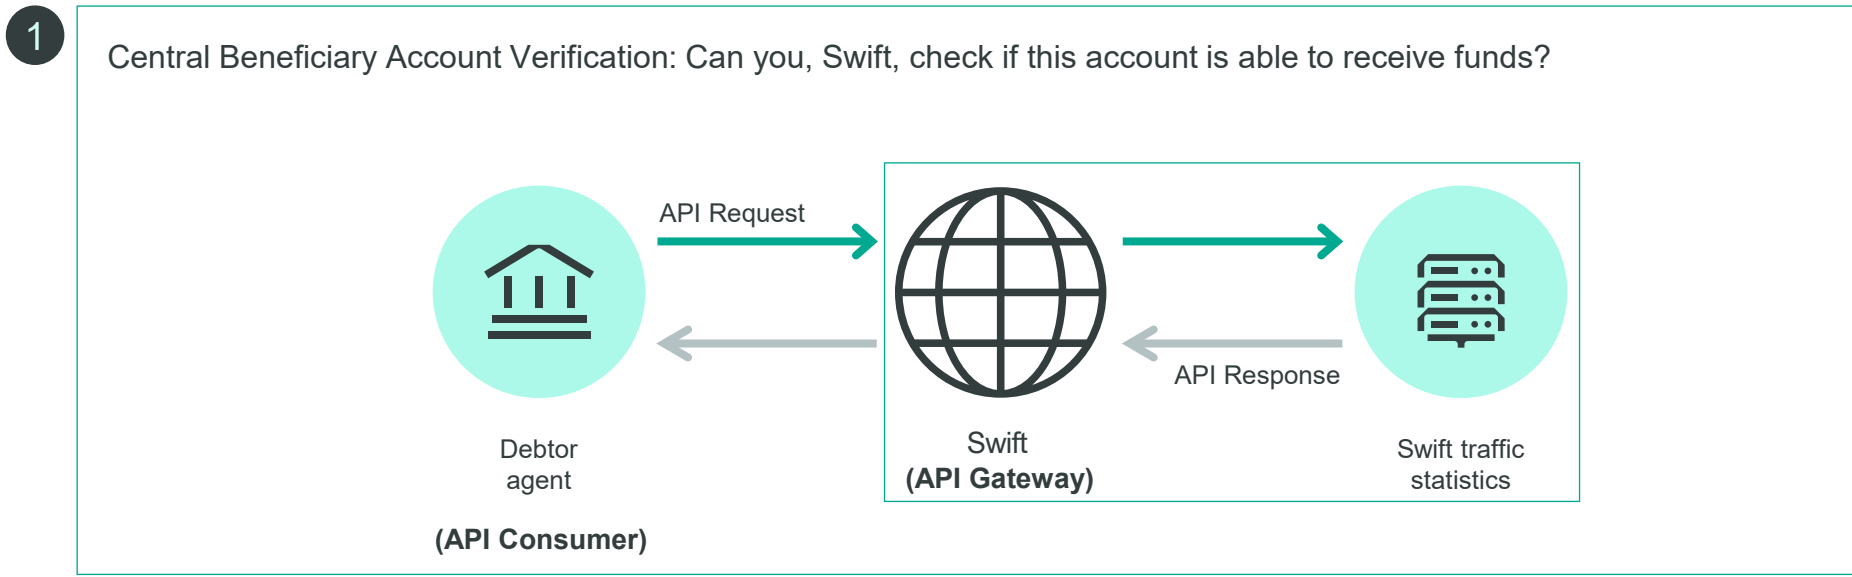 1
Central Beneficiary Account Verification: Can you, Swift, check if this account is able to receive funds?
API Request
API Response
Debtor
agent
(API Consumer)
Swift
(API Gateway)
Swift traffic
statistics